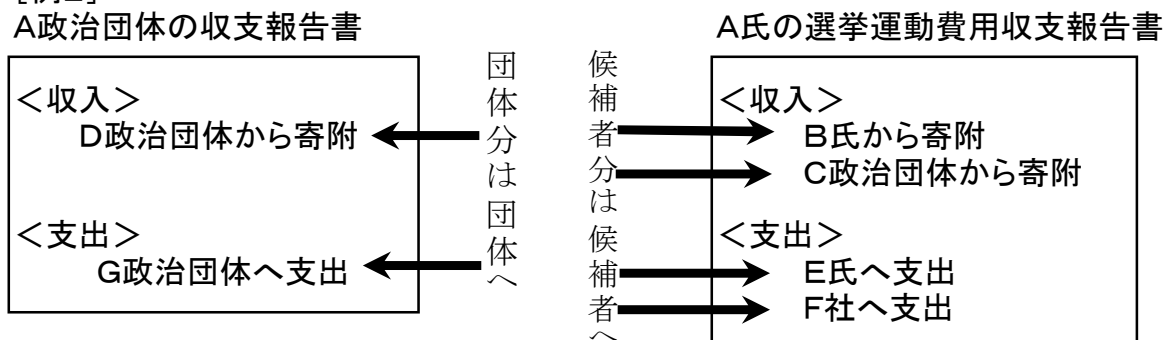 A政治団体の収支報告書
<収入>
D政治団体から寄附
<支出>
G政治団体へ支出
団体分は団体へ
候補者分は候補者へ
A氏の選挙運動費用収支報告書
<収入>
B氏から寄附
C政治団体から寄附
<支出>
E氏へ支出
F社へ支出